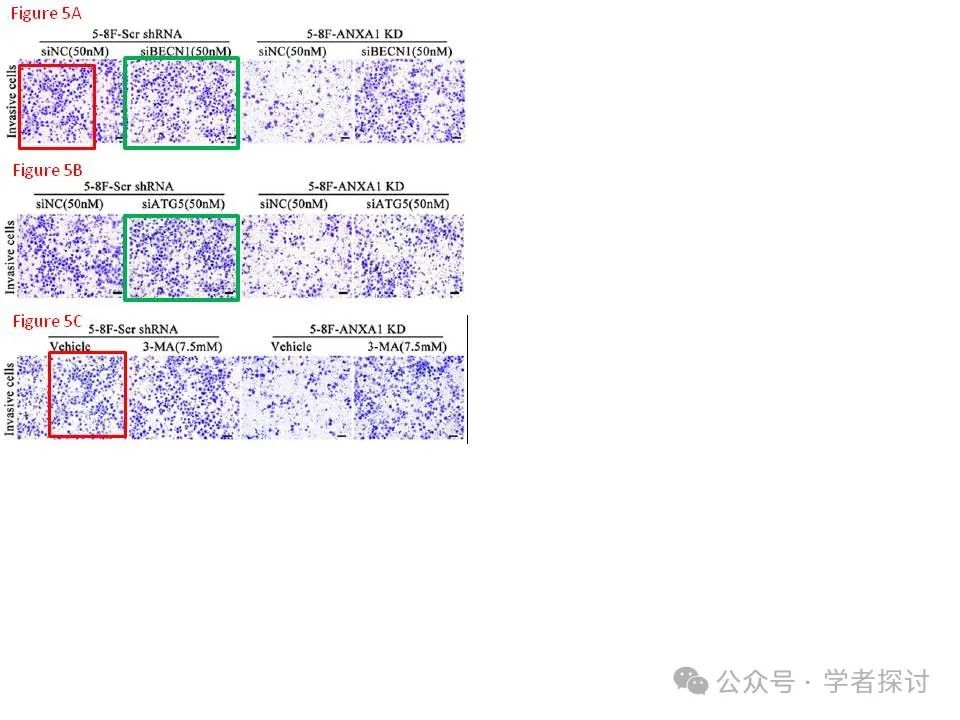 Figure 5A
5-8F-Scr shRNA 5-8F-ANXA1 KD
siNC(50nM) siBECN1(50nM) siNC(50nM) siBECN1(50nM)
Invasive cells
Figure 5B
5-8F-Scr shRNA 5-8F-ANXA1 KD
siNC(50nM) siATG5(50nM) siNC(50nM) siATG5(50nM)
Invasive cells
Figure 5C
5-8F-Scr shRNA 5-8F-ANXA1 KD
Vehicle 3-MA(7.5mM) Vehicle 3-MA(7.5mM)
Invasive cells
公众号 · 学者探讨